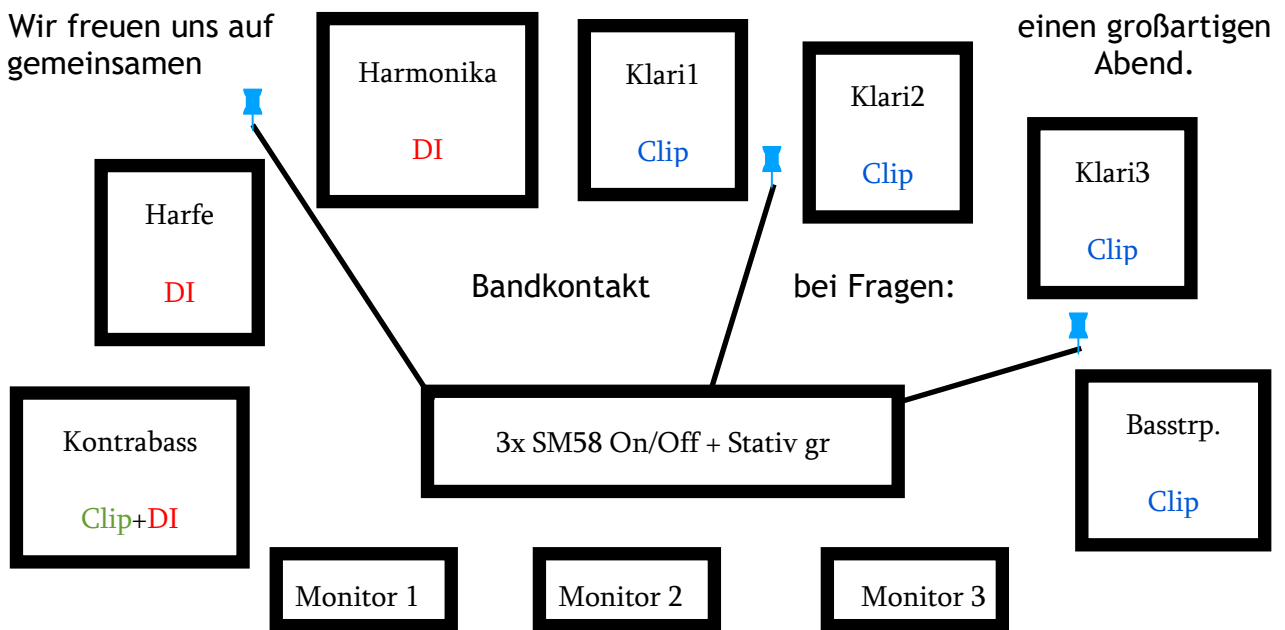 Wir freuen uns auf
gemeinsamen
einen großartigen
Abend.
Harmonika
DI
Klari1
Clip
Klari2
Clip
Klari3
Clip
Harfe
DI
Bandkontakt
bei Fragen:
Kontrabass
Clip+DI
3x SM58 On/Off + Stativ gr
Basstrp.
Clip
Monitor 1
Monitor 2
Monitor 3